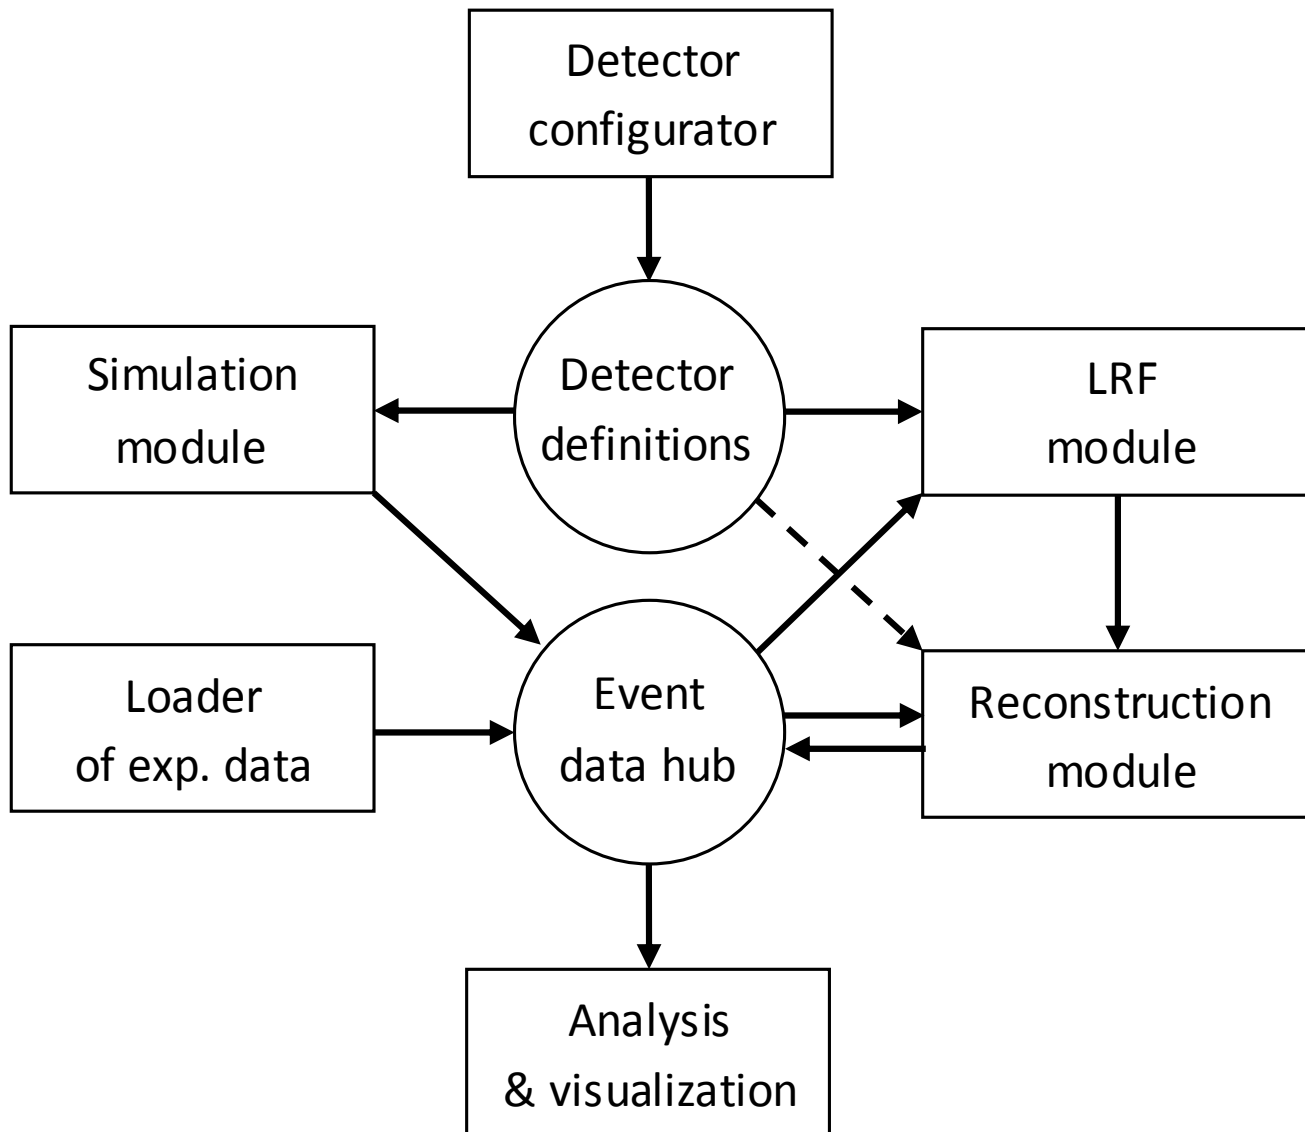 Detector
configurator
Simulation
module
Detector
definitions
LRF
module
Loader
of exp. data
Event
data hub
Reconstruction
module
Analysis
& visualization